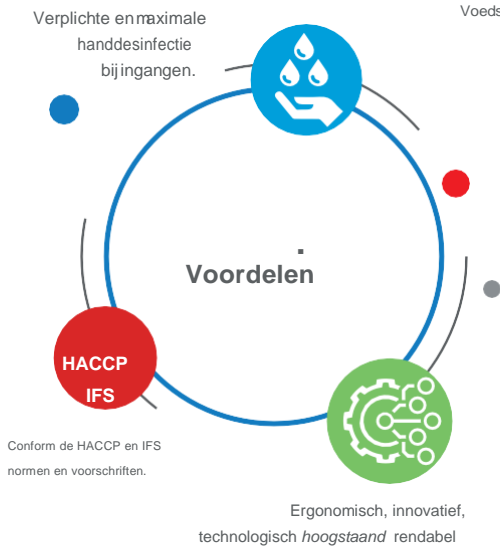 Voeds
Verplichte en maximale
handdesinfectie
bij ingangen.
Voordelen
HACCP
IFS
Conform de HACCP en IFS
normen en voorschriften.
Ergonomisch, innovatief,
technologisch hoogstaand rendabel